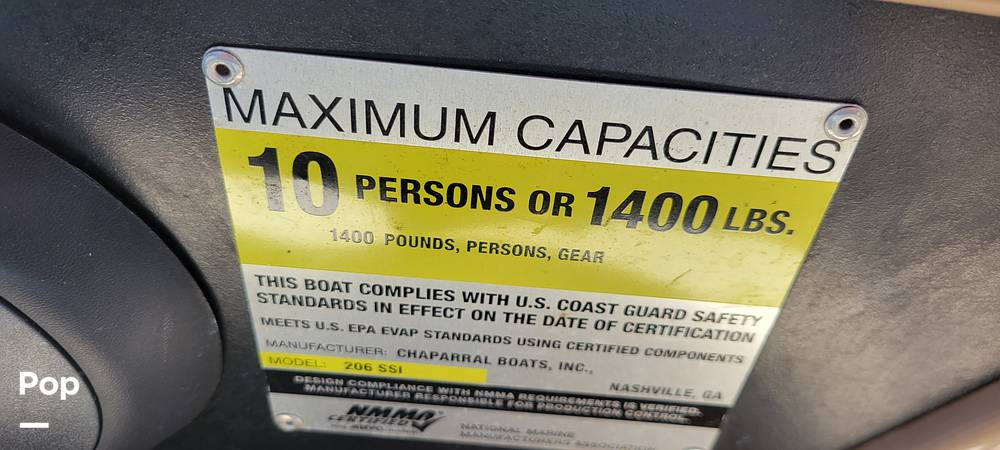 MAXIMUM CAPACITIES
10 PERSONS OR 1400 LBS.
1400 POUNDS, PERSONS, GEAR
THIS BOAT COMPLIES WITH U.S. COAST GUARD SAFETY
STANDARDS IN EFFECT ON THE DATE OF CERTIFICATION
MEETS U.S. EPA EVAP STANDARDS USING CERTIFIED COMPONENTS
MANUFACTURER: CHAPARRAL BOATS, INC.,
NASHVILLE, GA
MODEL: 206 SSI
DESIGN COMPLIANCE WITH NMMA REQUIREMENTS IS VERIFIED.
MANUFACTURER RESPONSIBLE FOR PRODUCTION CONTROL.
NMMA
CERTIFIED
NATIONAL MARINE
MANUFACTURERS ASSOCIATION
Pop